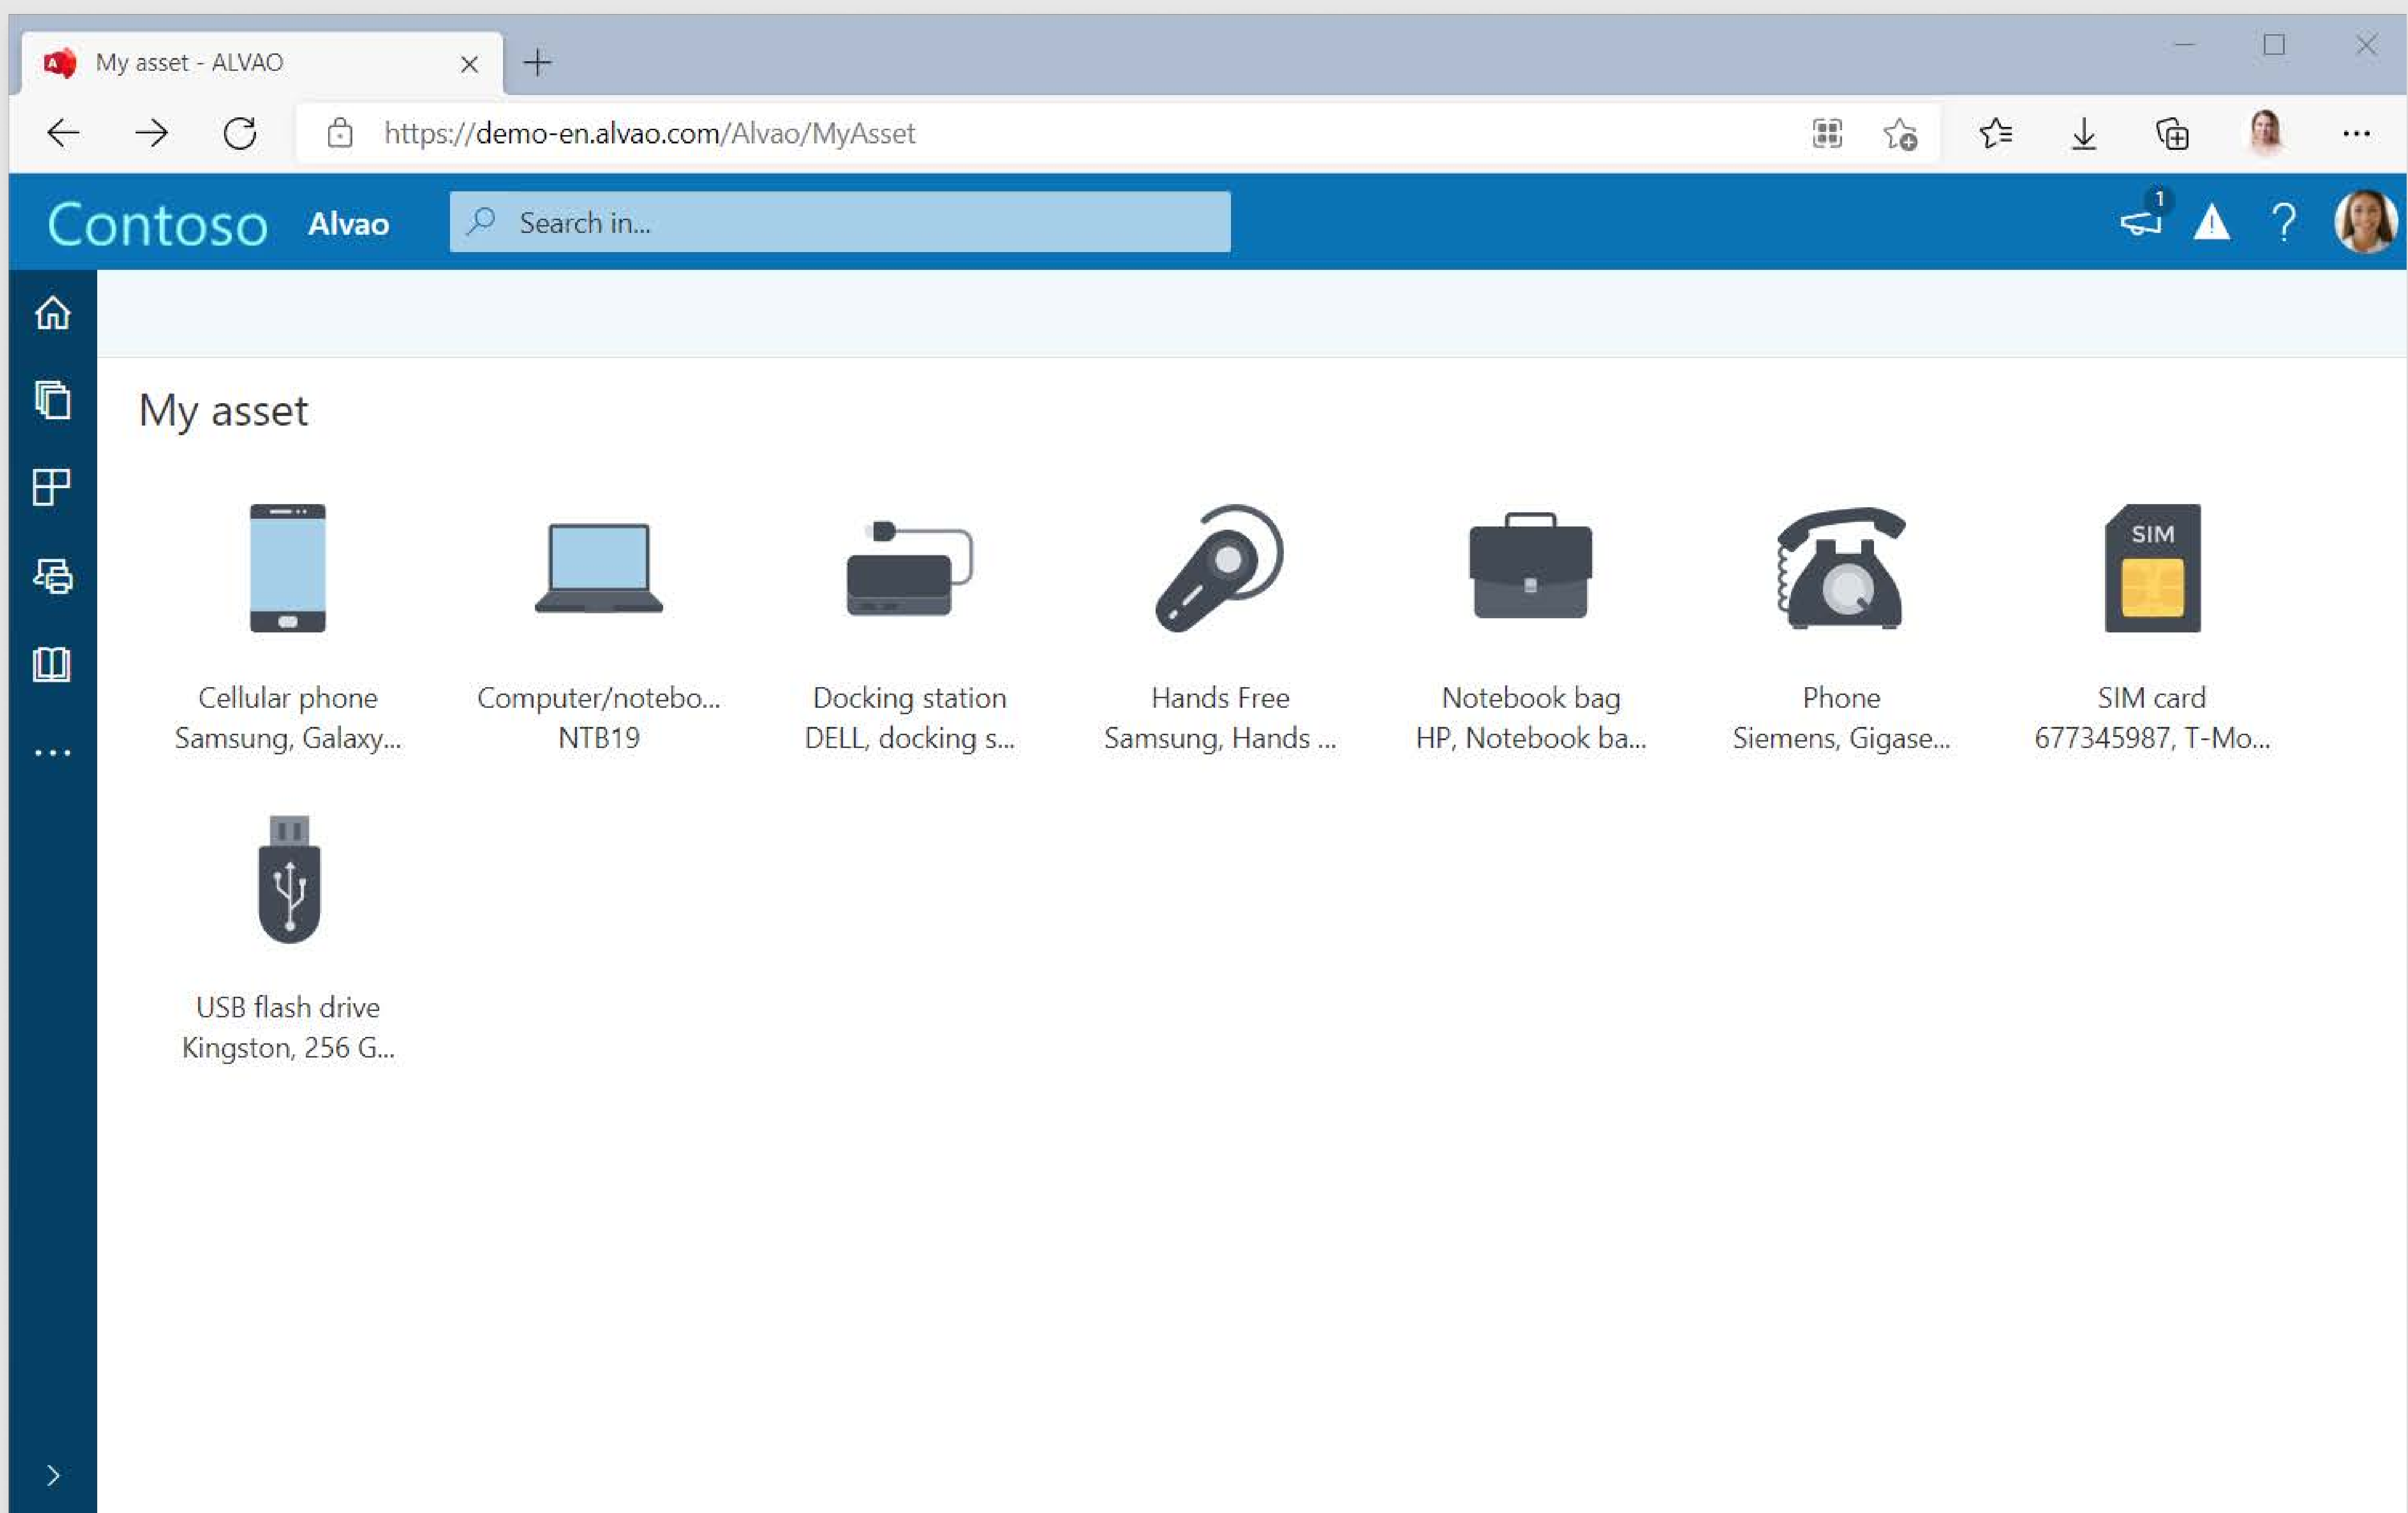 My asset - ALVAO
https://demo-en.alvao.com/Alvao/MyAsset
Contoso Alvao Search in... 1
My asset
SIM
Cellular phone
Samsung, Galaxy...
Computer/notebo...
NTB19
Docking station
DELL, docking s...
Hands Free
Samsung, Hands ...
Notebook bag
HP, Notebook ba...
Phone
Siemens, Gigase...
SIM card
677345987, T-Mo...
USB flash drive
Kingston, 256 G...